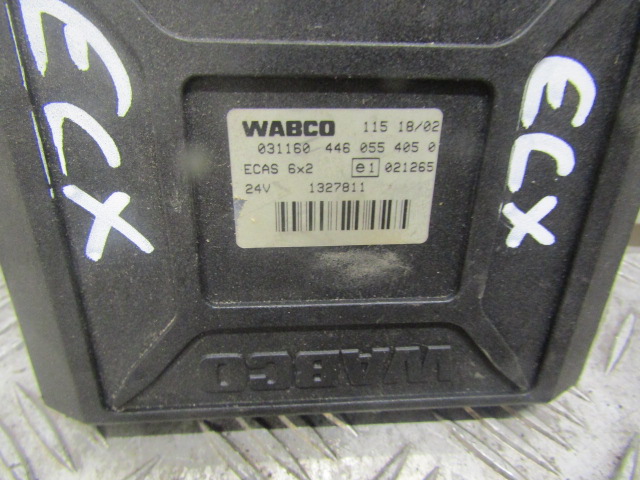 ECX
WABCO 115 18/02
031160 446 055 405 0
ECAS 6x2 e1 021265
24V 1327811
ECX
WABCO